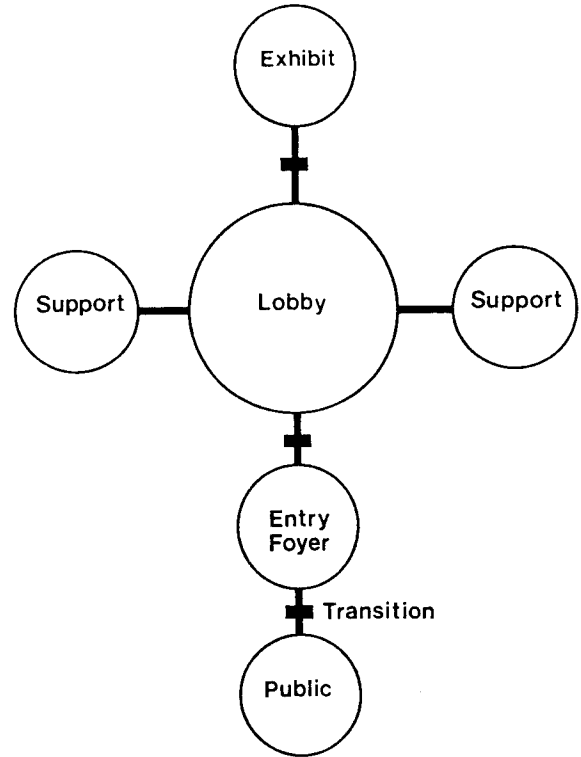 Exhibit
Support
Lobby
Support
Entry
Foyer
Transition
Public